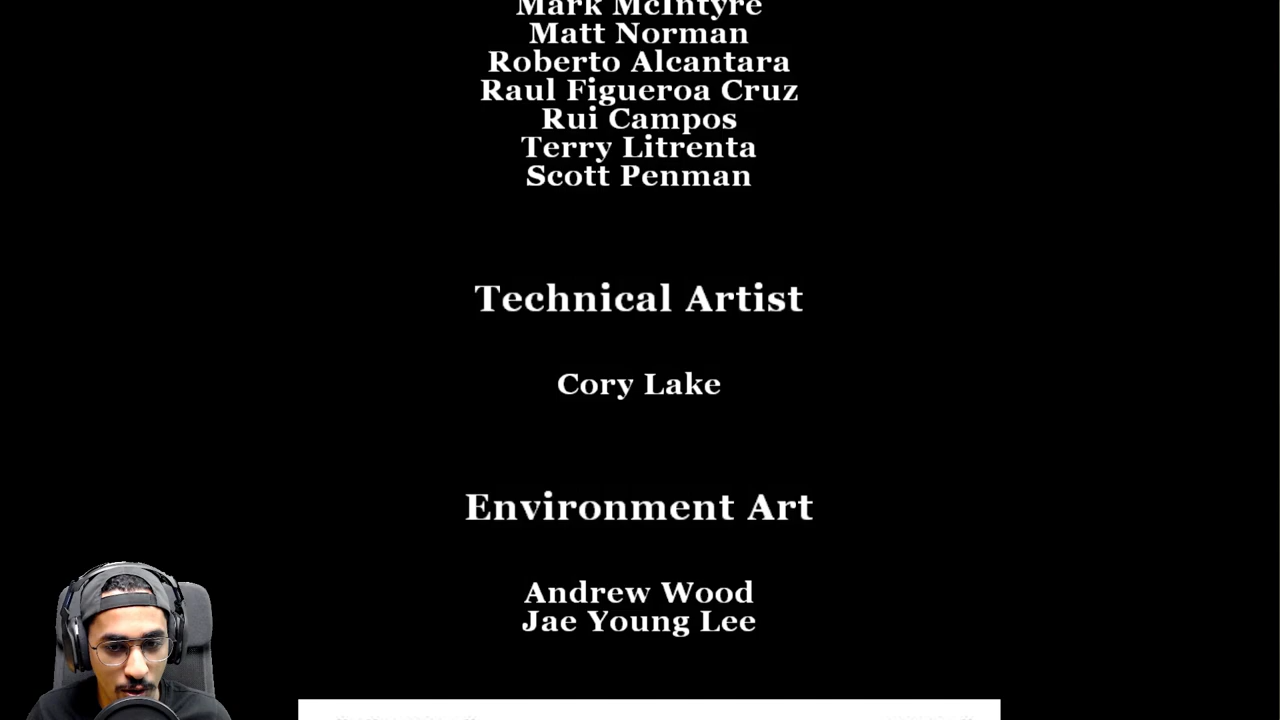 Mark McIntyre
Matt Norman
Roberto Alcantara
Raul Figueroa Cruz
Rui Campos
Terry Litrenta
Scott Penman
Technical Artist
Cory Lake
Environment Art
Andrew Wood
Jae Young Lee